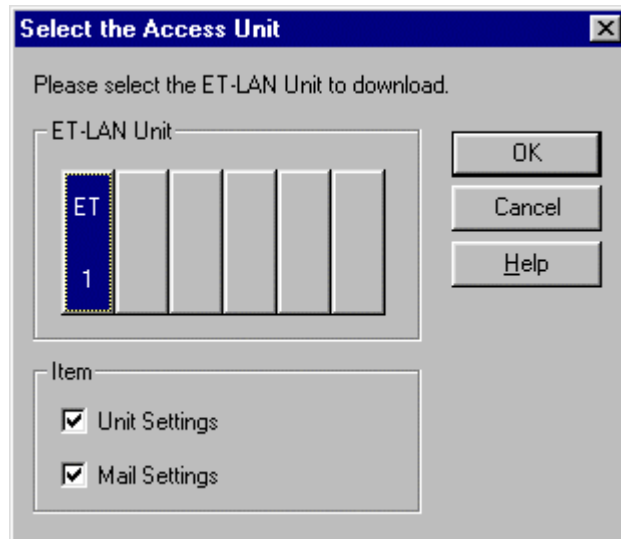 Select the Access Unit
Please select the ET-LAN Unit to download.
ET-LAN Unit
ET
1
OK
Cancel
Help
Item
Unit Settings
Mail Settings